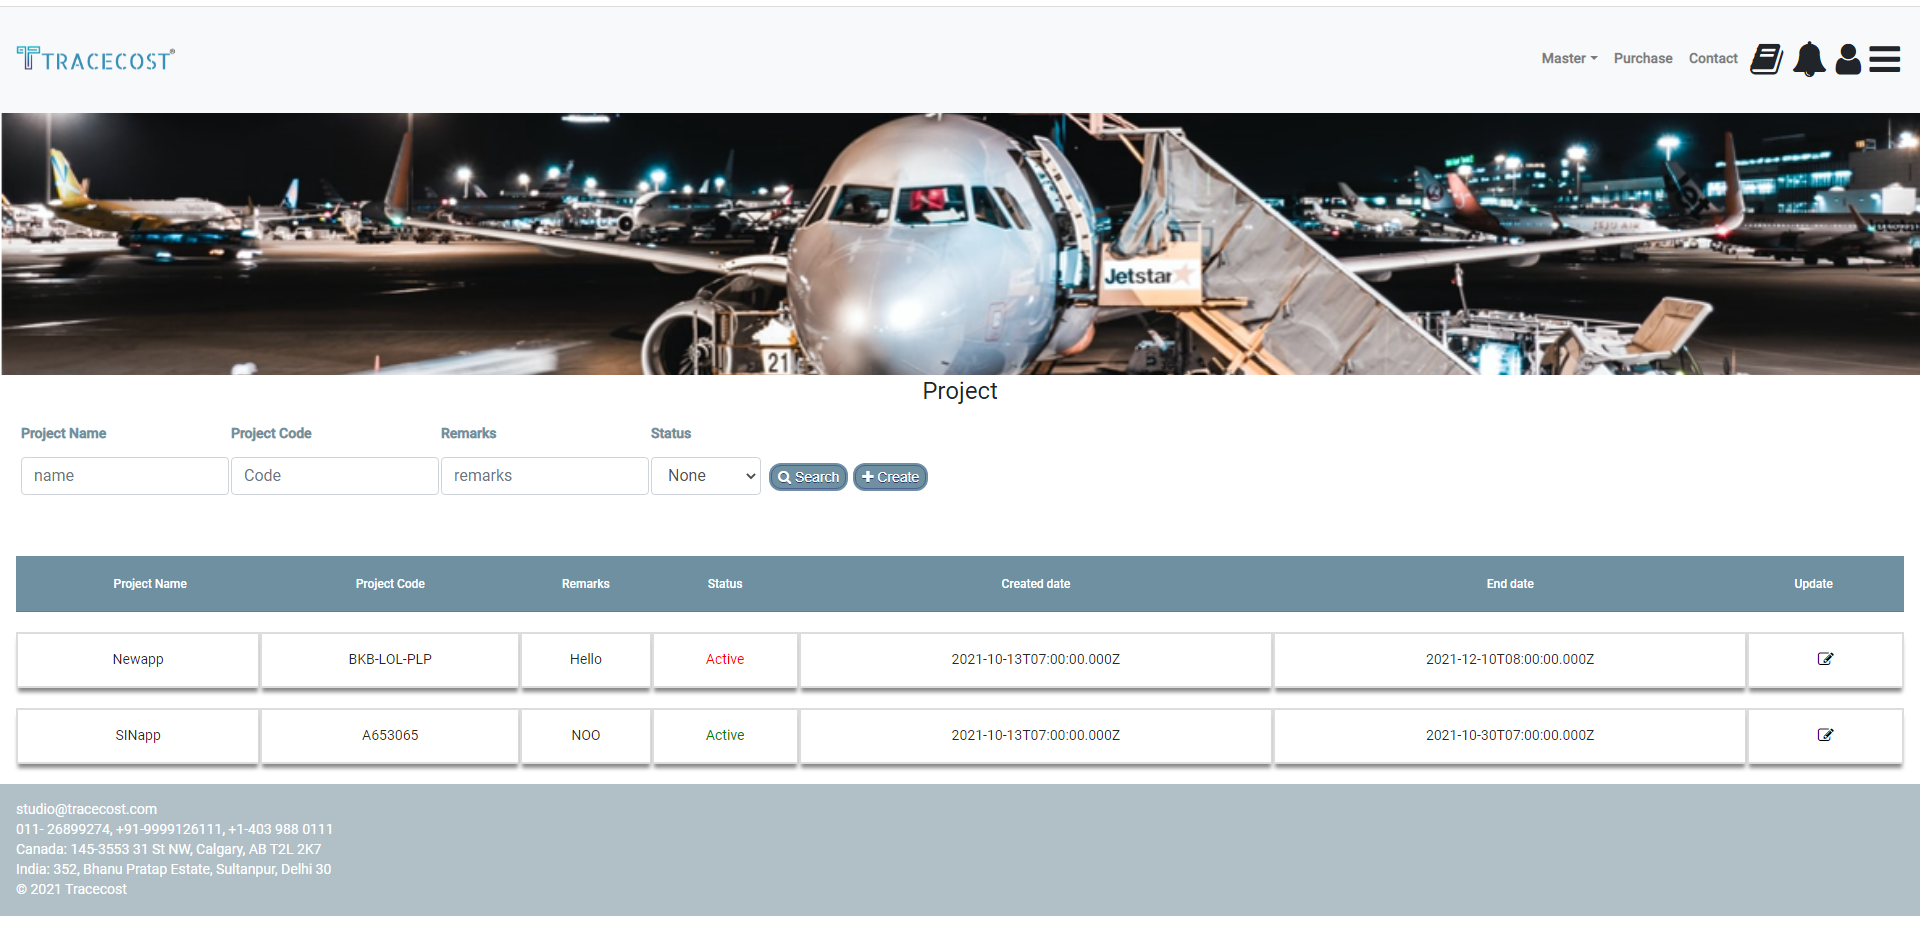 TTRACECOST®
Master Purchase Contact
Jetstar
21
Project
Project Name Project Code Remarks Status
name Code remarks None Search Create
Project Name Project Code Remarks Status Created date End date Update
Newapp BKB-LOL-PLP Hello Active 2021-10-13T07:00:00.000Z 2021-12-10T08:00:00.000Z
SINapp A653065 NOO Active 2021-10-13T07:00:00.000Z 2021-10-30T07:00:00.000Z
studio@tracecost.com
011- 26899274, +91-9999126111, +1-403 988 0111
Canada: 145-3553 31 St NW, Calgary, AB T2L 2K7
India: 352, Bhanu Pratap Estate, Sultanpur, Delhi 30
© 2021 Tracecost